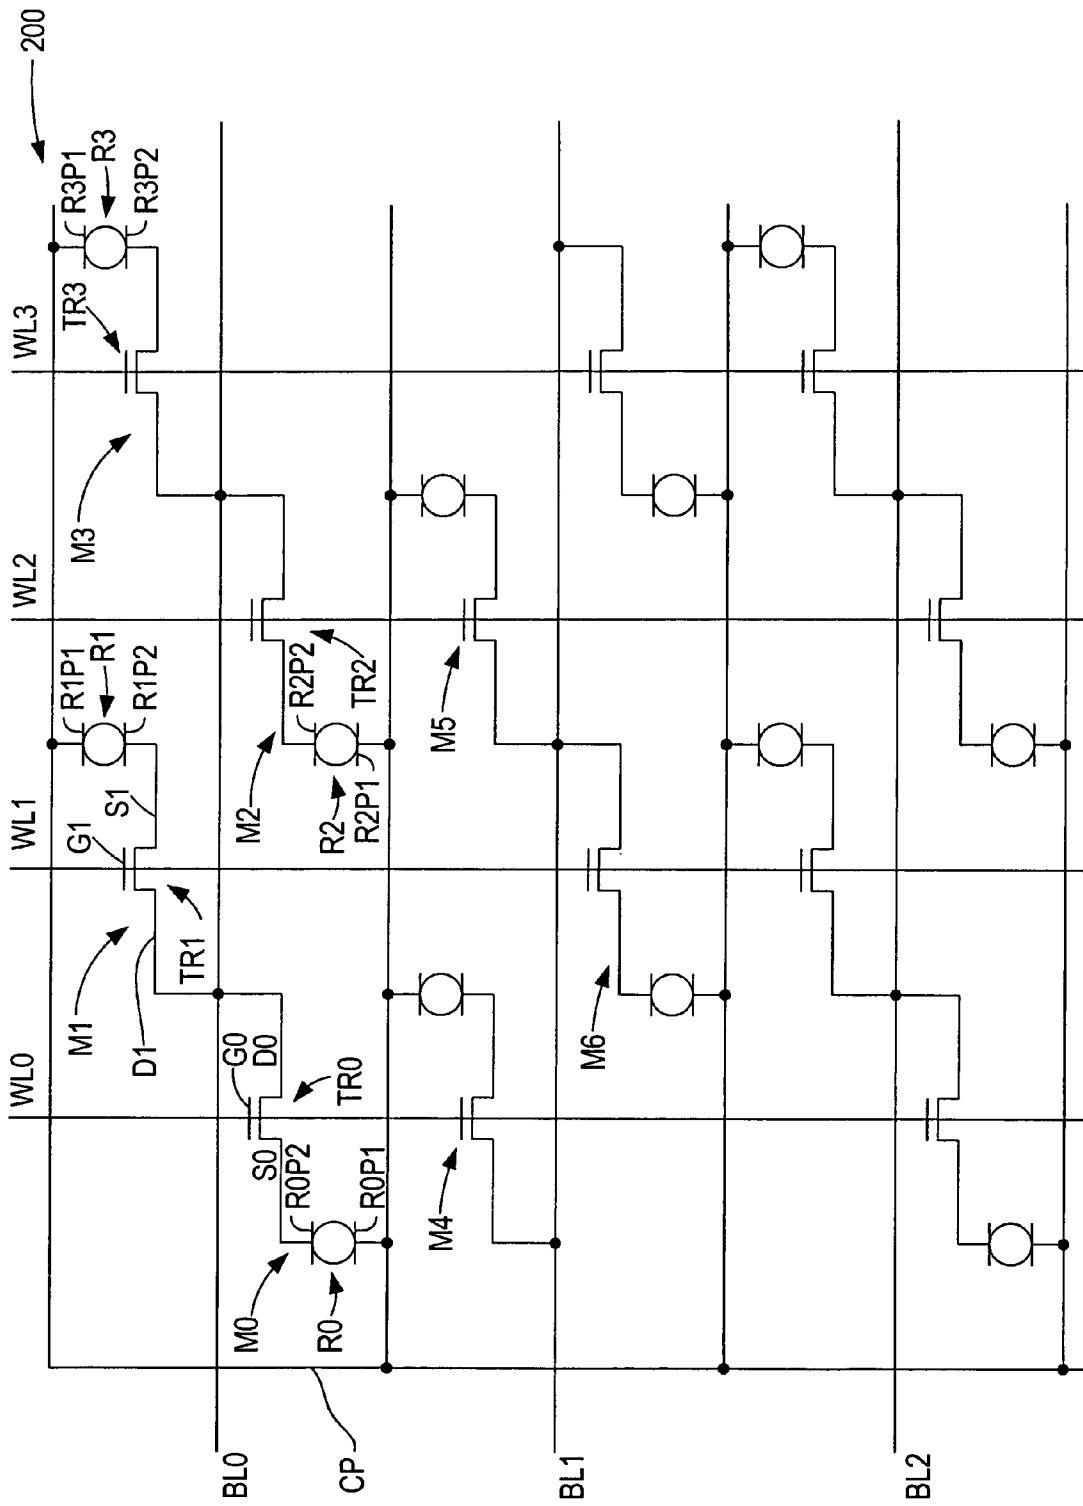 200
WL0
WL1
WL2
WL3
M1
D1
TR1
G1
S1
R1P1
R1
R1P2
M3
TR3
R3P1
R3
R3P2
BL0
M0
R0
R0P2
R0P1
S0
G0
D0
TR0
M2
R2
R2P1
R2P2
TR2
CP
M4
M5
BL1
M6
BL2